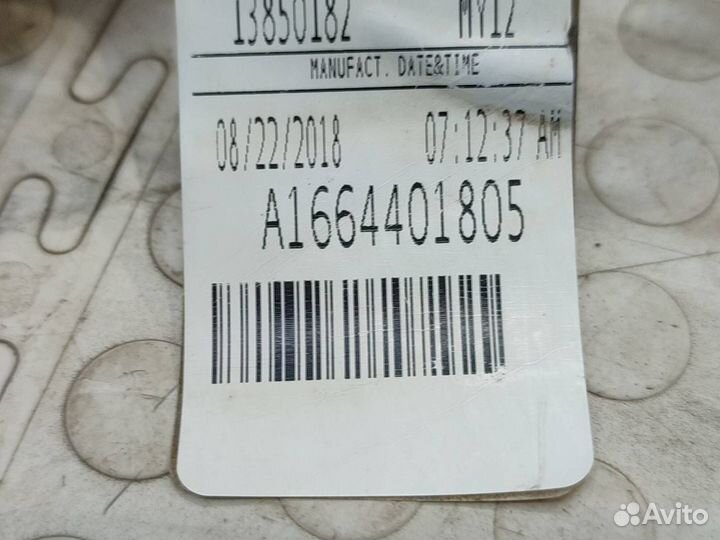 13850182 MY12
MANUFACT. DATE&TIME
08/22/2018 07:12:37 AM
A1664401805
Avito